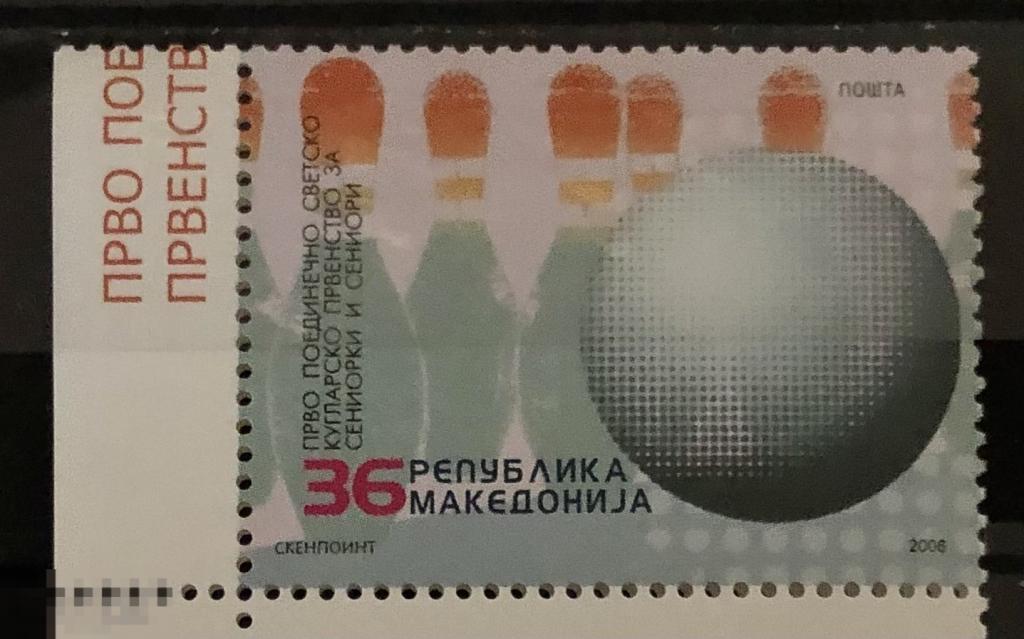 ПРВО ПОЕ
ПРВЕНСТВ
ПОШТА
ПРВО ПОЕДИНЕЧНО СВЕТСКО
КУГЛАРСКО ПРВЕНСТВО ЗА
СЕНИОРКИ И СЕНИОРИ
36
РЕПУБЛИКА
МАКЕДОНИЈА
СКЕНПОИНТ
2006